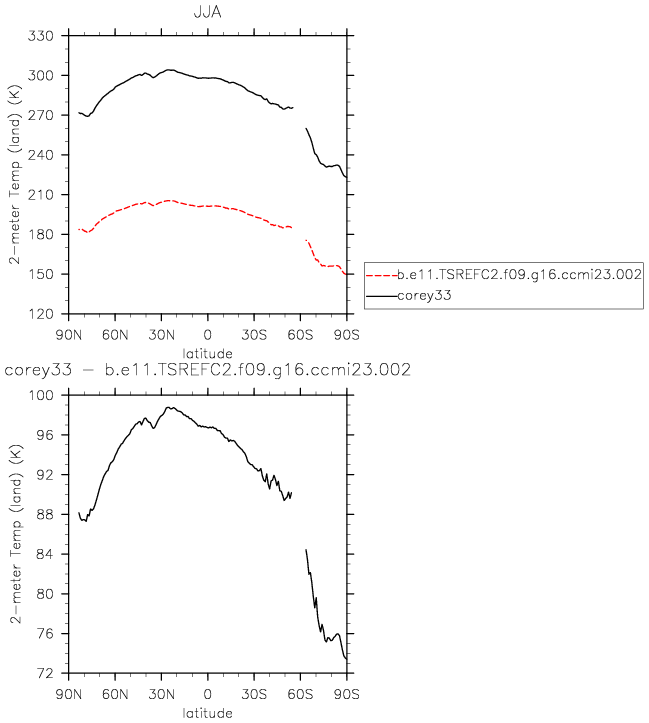 JJA
2-meter Temp (land) (K)
330
300
270
240
210
180
150
120
90N 60N 30N 0 30S 60S 90S
latitude
b.e11.TSREFC2.f09.g16.ccmi23.002
corey33
corey33 - b.e11.TSREFC2.f09.g16.ccmi23.002
2-meter Temp (land) (K)
100
96
92
88
84
80
76
72
90N 60N 30N 0 30S 60S 90S
latitude